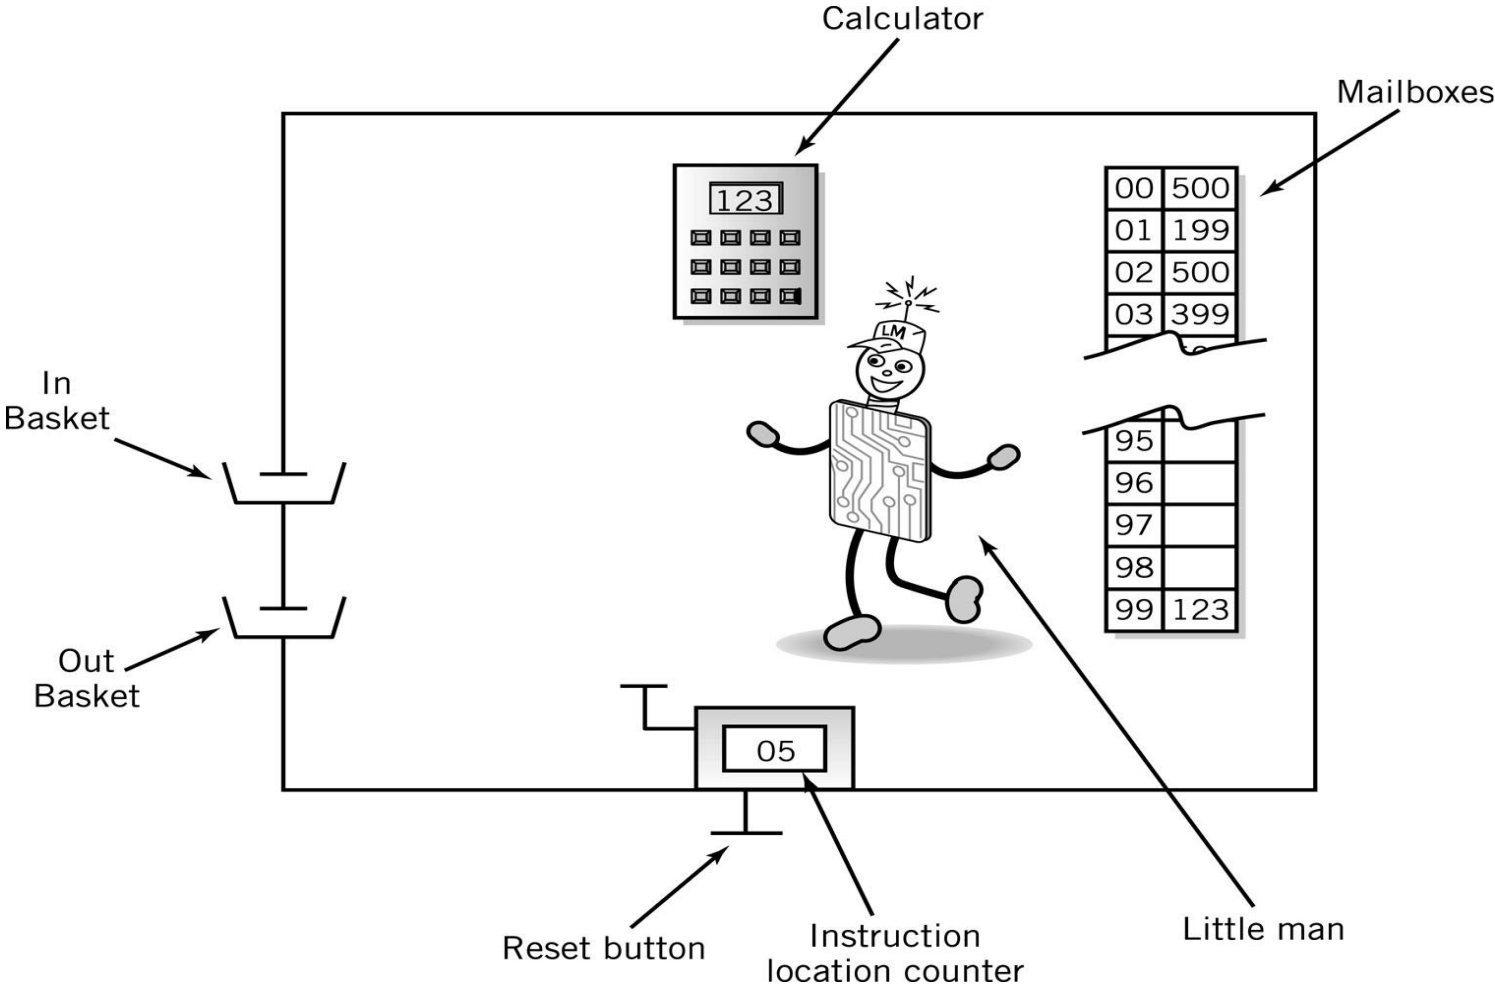 Calculator
Mailboxes
123
00 500
01 199
02 500
03 399
LM
In
Basket
95
96
97
98
99 123
Out
Basket
05
Reset button
Instruction
location counter
Little man